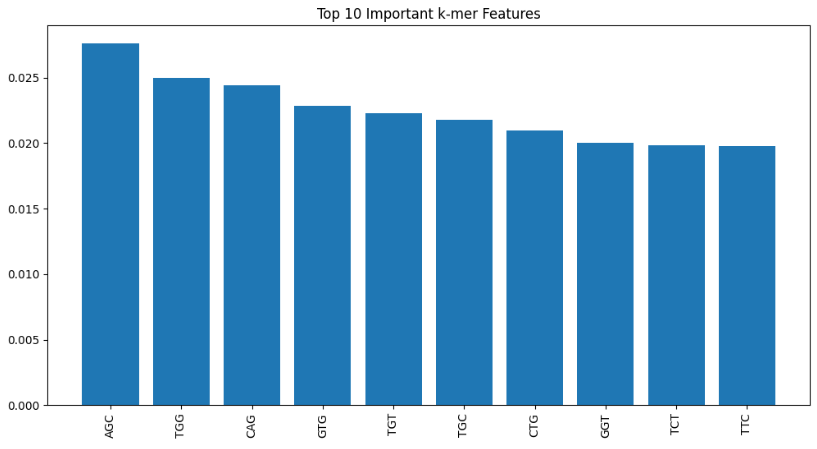 Top 10 Important k-mer Features
0.025
0.020
0.015
0.010
0.005
0.000
AGC
TGG
CAG
GTG
TGT
TGC
CTG
GGT
TCT
TTC